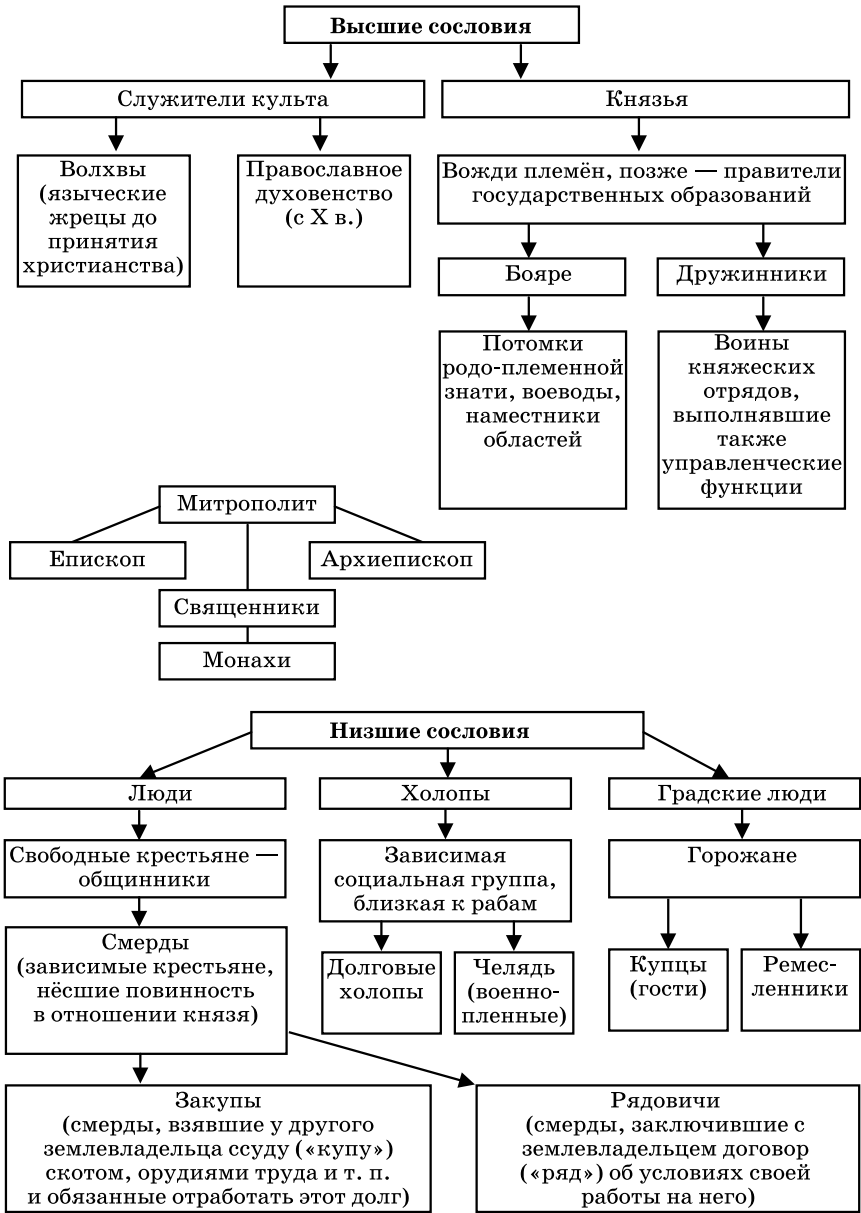 Высшие сословия
Служители культа
Князья
Волхвы
(языческие
жрецы до
принятия
христианства)
Православное
духовенство
(с X в.)
Вожди племён, позже — правители
государственных образований
Бояре
Дружинники
Потомки
родо-племенной
знати, воеводы,
наместники
областей
Воины
княжеских
отрядов,
выполнявшие
также
управленческие
функции
Митрополит
Епископ
Архиепископ
Священники
Монахи
Низшие сословия
Люди
Холопы
Градские люди
Свободные крестьяне —
общинники
Зависимая
социальная группа,
близкая к рабам
Горожане
Смерды
(зависимые крестьяне,
нёсшие повинность
в отношении князя)
Долговые
холопы
Челядь
(военно-
пленные)
Купцы
(гости)
Ремес-
ленники
Закупы
(смерды, взявшие у другого
землевладельца ссуду («купу»)
скотом, орудиями труда и т. п.
и обязанные отработать этот долг)
Рядовичи
(смерды, заключившие с
землевладельцем договор
(«ряд») об условиях своей
работы на него)